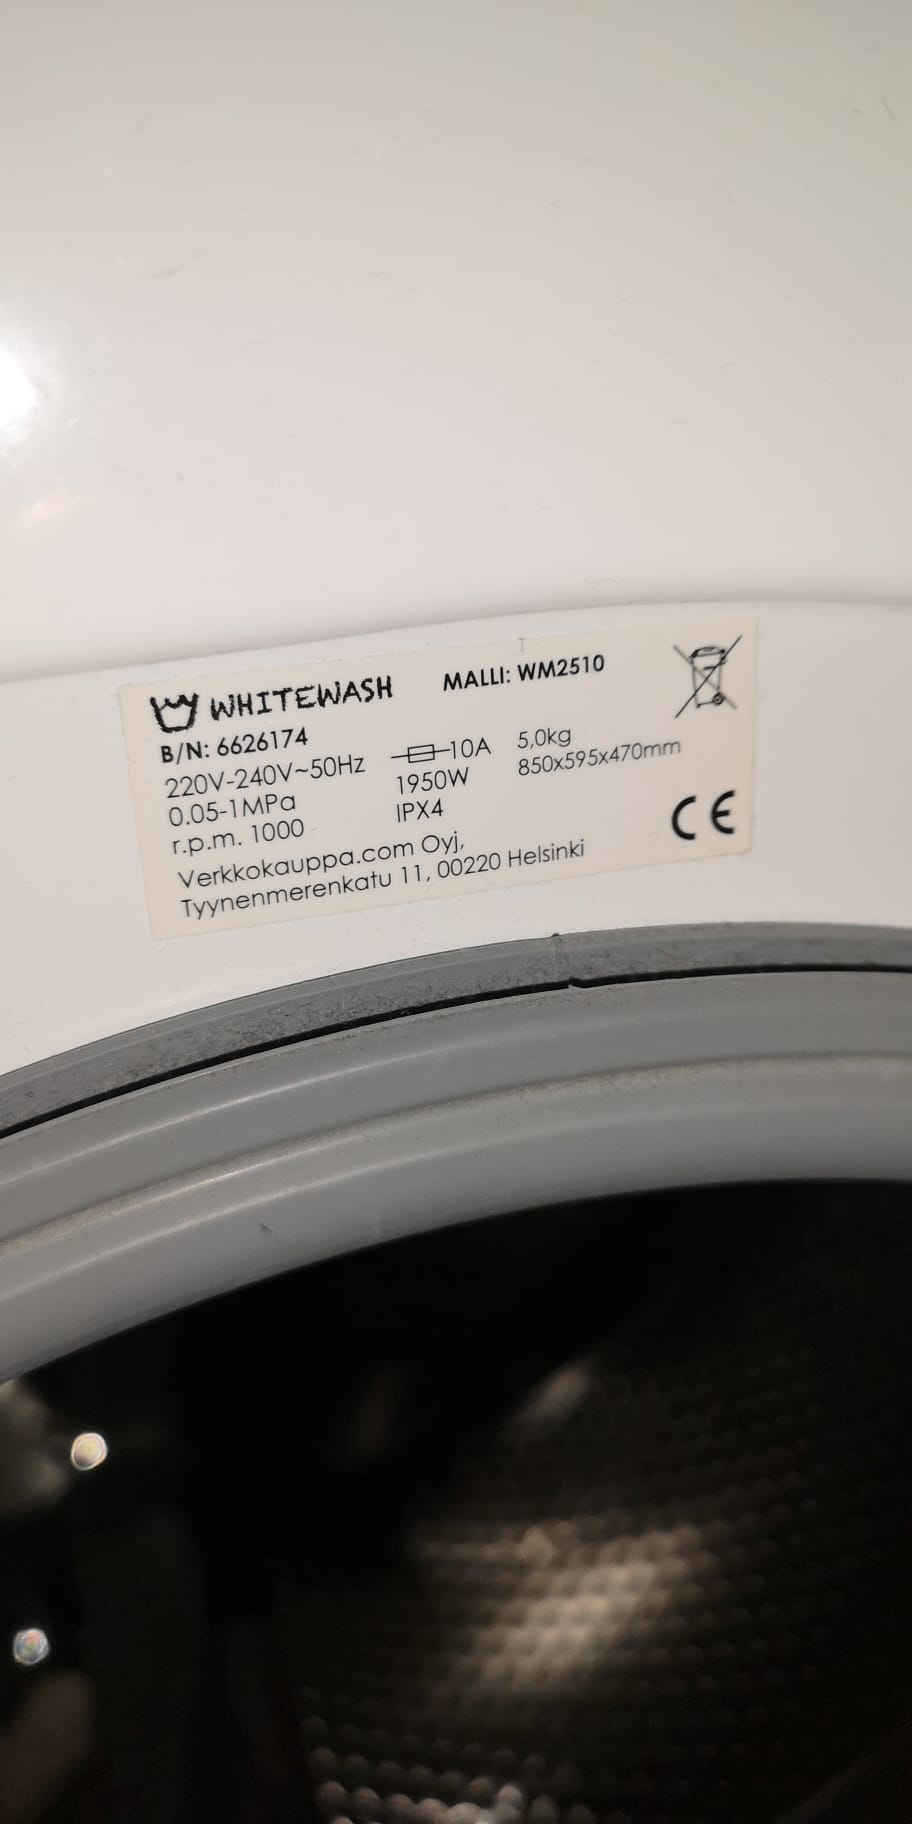 WHITEWASH MALLI: WM2510
B/N: 6626174
220V-240V~50Hz 10A 5,0kg
0.05-1MPa 1950W 850x595x470mm
r.p.m. 1000 IPX4
Verkkokauppa.com Oyj,
Tyynenmerenkatu 11, 00220 Helsinki
CE